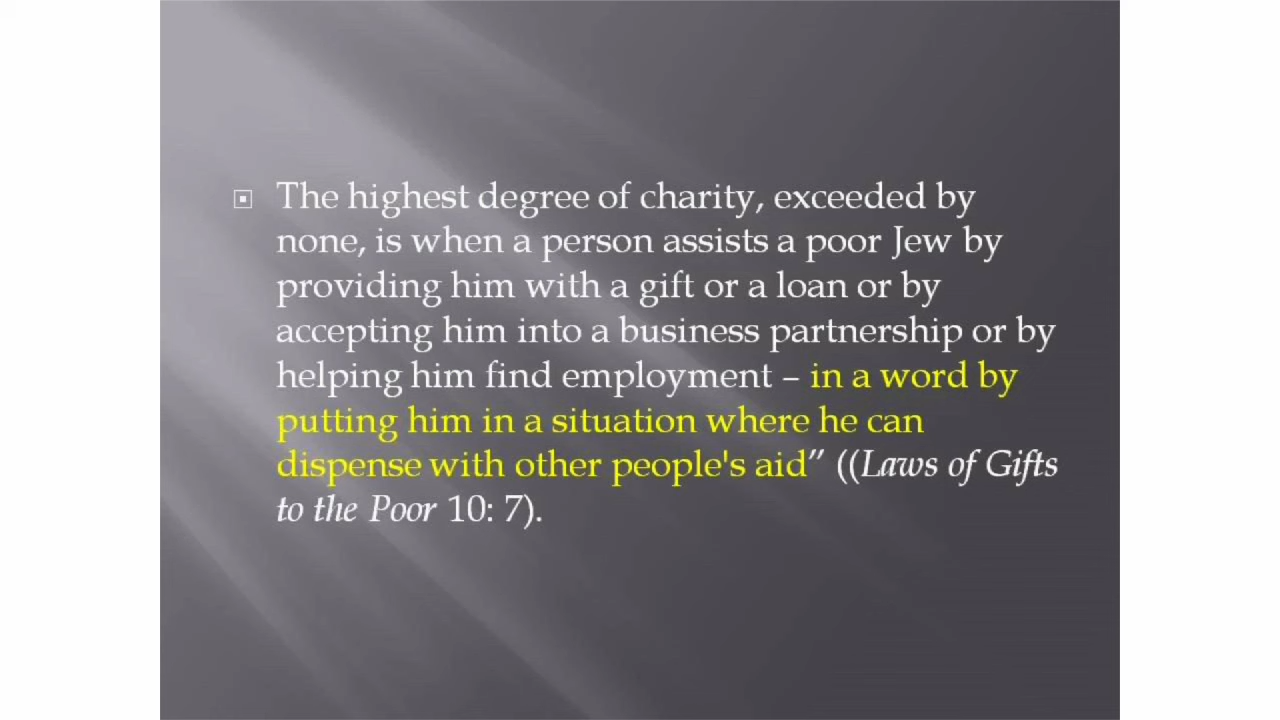 The highest degree of charity, exceeded by
none, is when a person assists a poor Jew by
providing him with a gift or a loan or by
accepting him into a business partnership or by
helping him find employment – in a word by
putting him in a situation where he can
dispense with other people's aid” ((Laws of Gifts
to the Poor 10: 7).